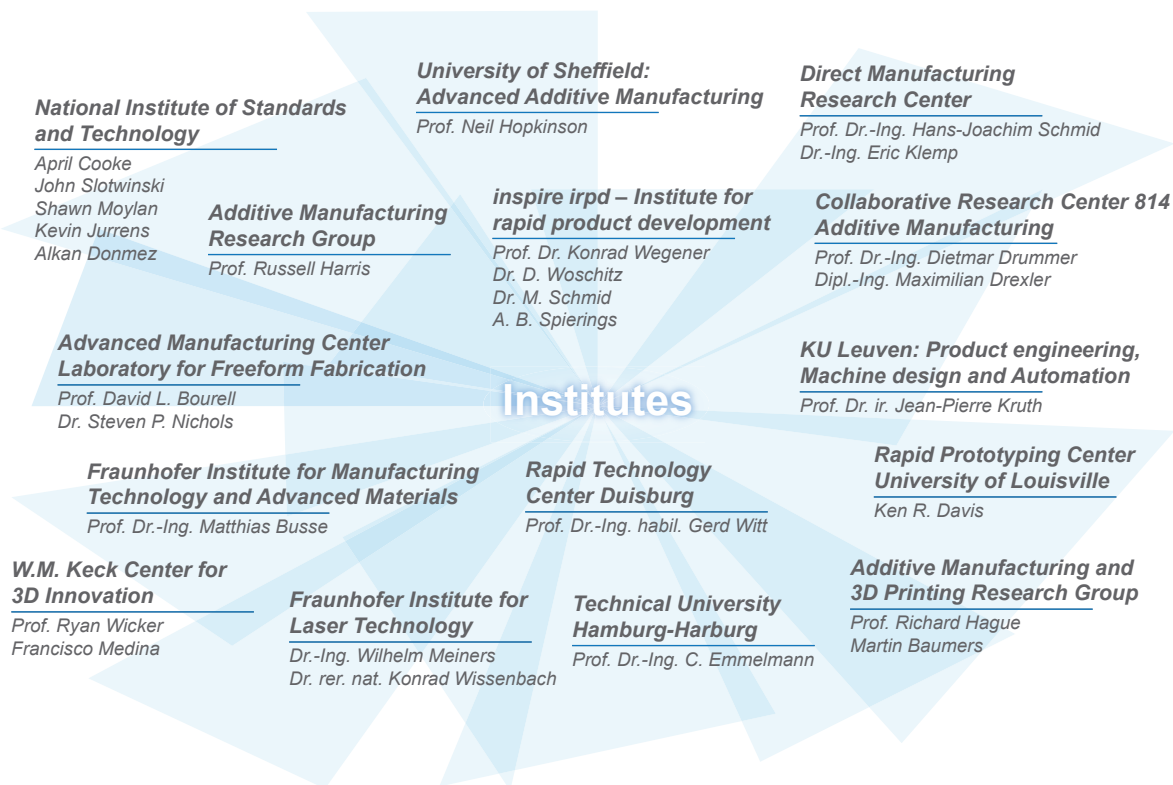 University of Sheffield:
Advanced Additive Manufacturing
Prof. Neil Hopkinson
Direct Manufacturing
Research Center
Prof. Dr.-Ing. Hans-Joachim Schmid
Dr.-Ing. Eric Klemp
National Institute of Standards
and Technology
April Cooke
John Slotwinski
Shawn Moylan
Kevin Jurrens
Alkan Donmez
Additive Manufacturing
Research Group
Prof. Russell Harris
inspire irpd – Institute for
rapid product development
Prof. Dr. Konrad Wegener
Dr. D. Woschitz
Dr. M. Schmid
A. B. Spierings
Collaborative Research Center 814
Additive Manufacturing
Prof. Dr.-Ing. Dietmar Drummer
Dipl.-Ing. Maximilian Drexler
Advanced Manufacturing Center
Laboratory for Freeform Fabrication
Prof. David L. Bourell
Dr. Steven P. Nichols
Institutes
KU Leuven: Product engineering,
Machine design and Automation
Prof. Dr. ir. Jean-Pierre Kruth
Fraunhofer Institute for Manufacturing
Technology and Advanced Materials
Prof. Dr.-Ing. Matthias Busse
Rapid Technology
Center Duisburg
Prof. Dr.-Ing. habil. Gerd Witt
Rapid Prototyping Center
University of Louisville
Ken R. Davis
W.M. Keck Center for
3D Innovation
Prof. Ryan Wicker
Francisco Medina
Fraunhofer Institute for
Laser Technology
Dr.-Ing. Wilhelm Meiners
Dr. rer. nat. Konrad Wissenbach
Technical University
Hamburg-Harburg
Prof. Dr.-Ing. C. Emmelmann
Additive Manufacturing and
3D Printing Research Group
Prof. Richard Hague
Martin Baumers